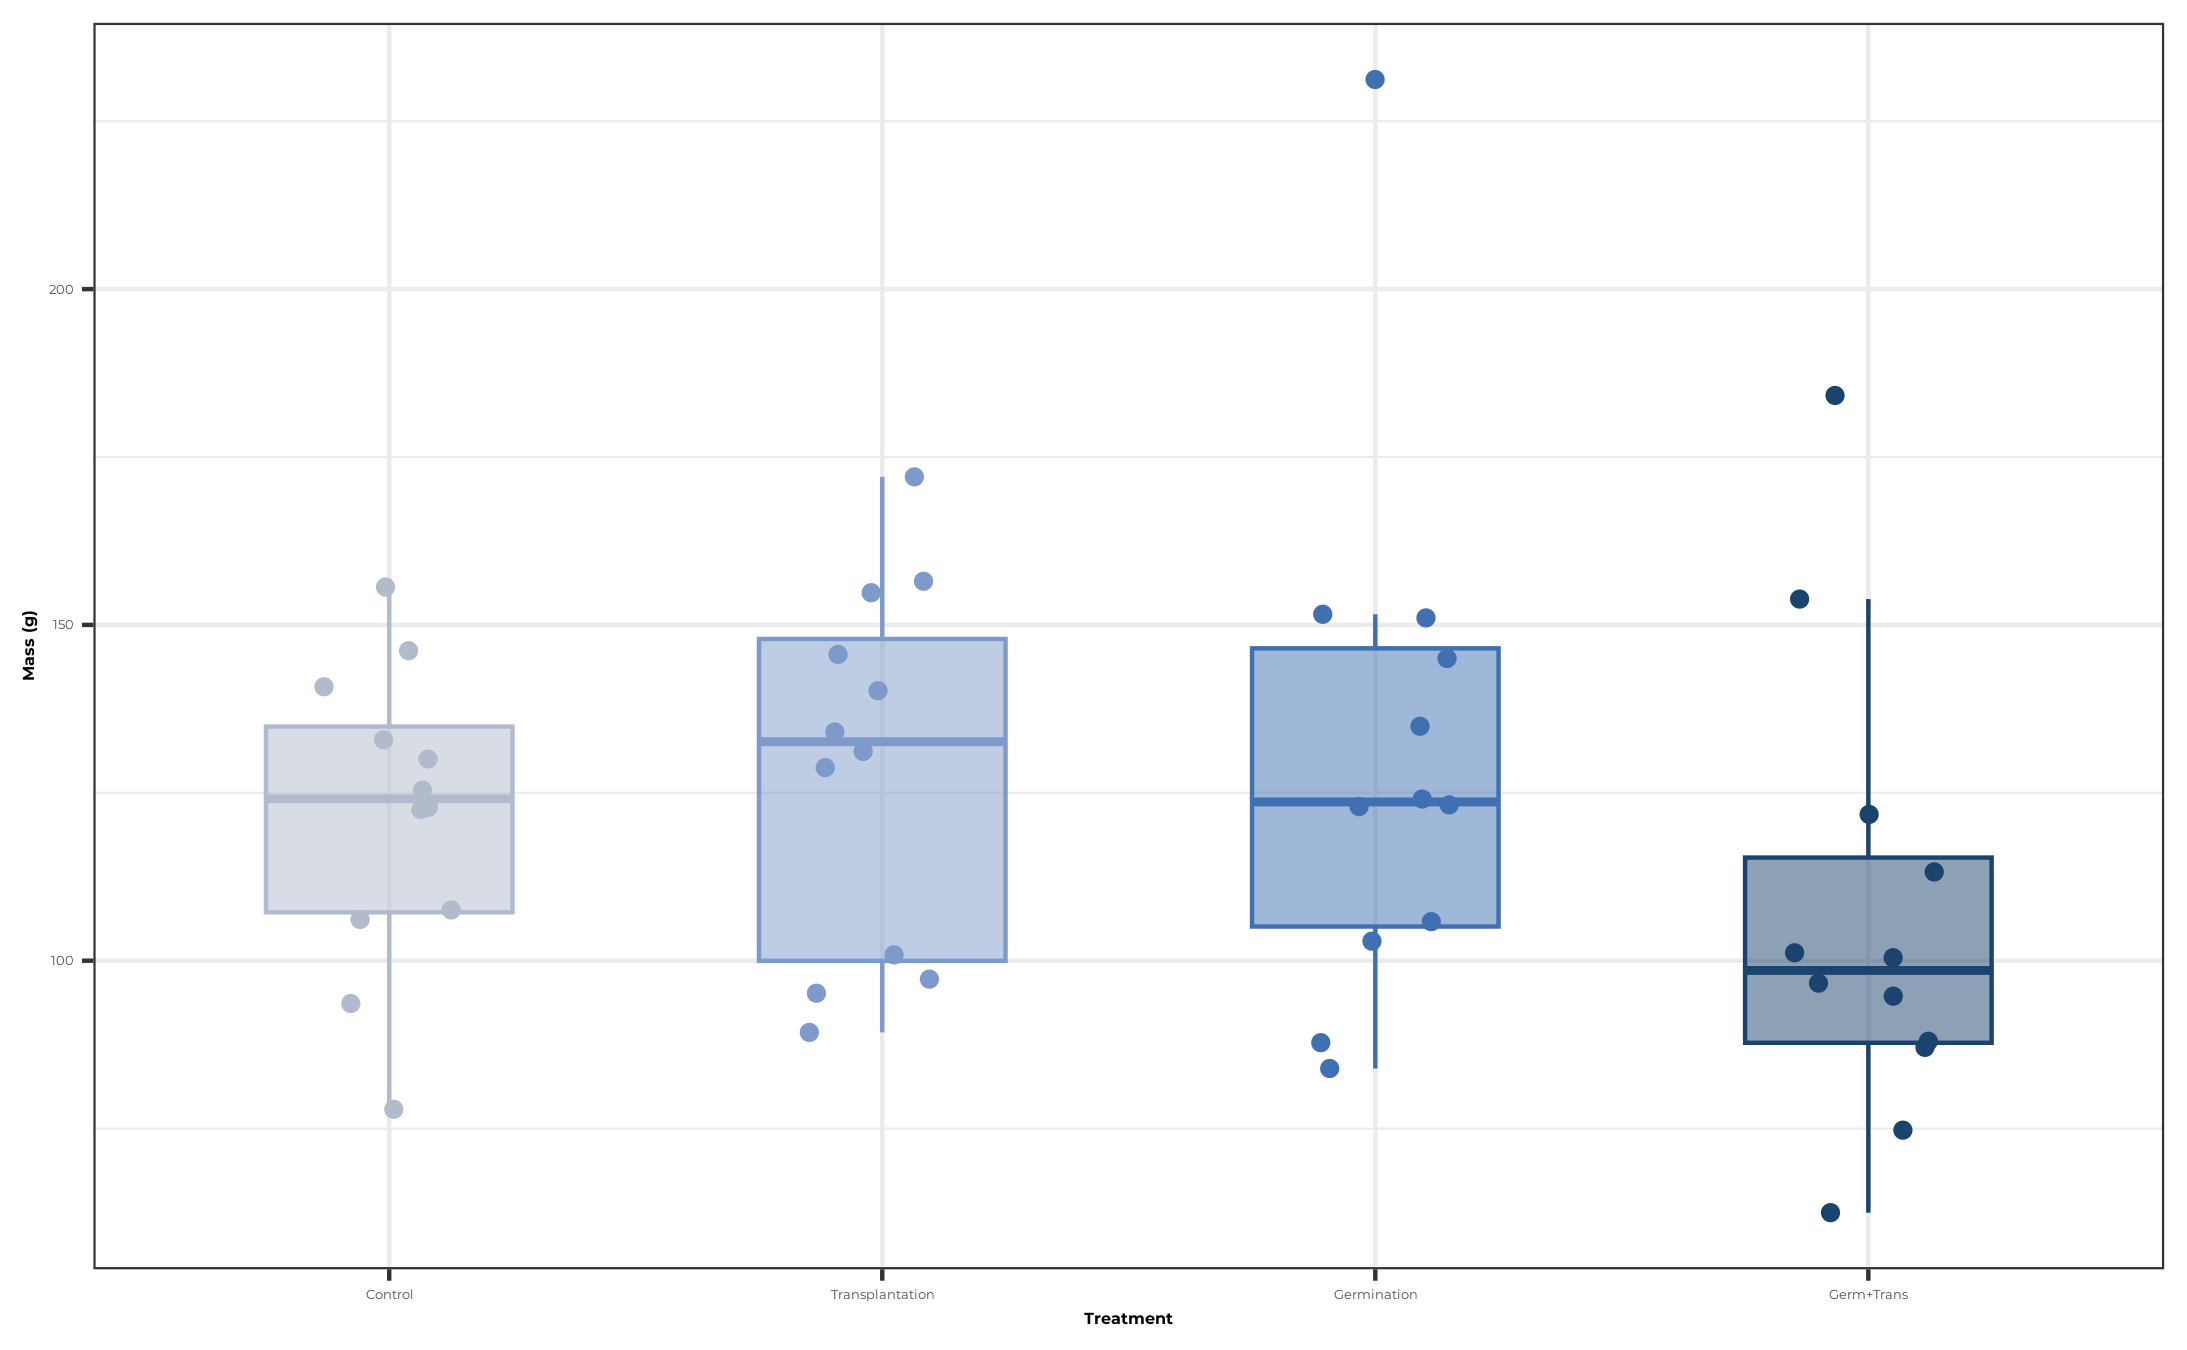 200
150
100
Mass (g)
Control
Transplantation
Germination
Germ+Trans
Treatment